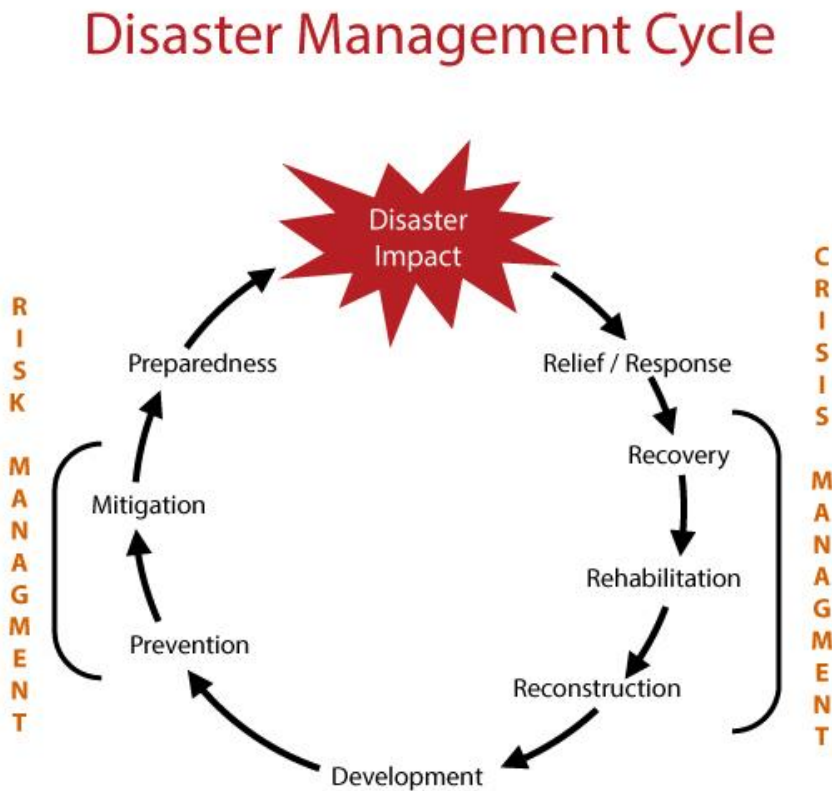 Disaster Management Cycle
Disaster
Impact
Relief / Response
Recovery
Rehabilitation
Reconstruction
Development
Prevention
Mitigation
Preparedness
RISK MANAGMENT
CRISIS MANAGMENT